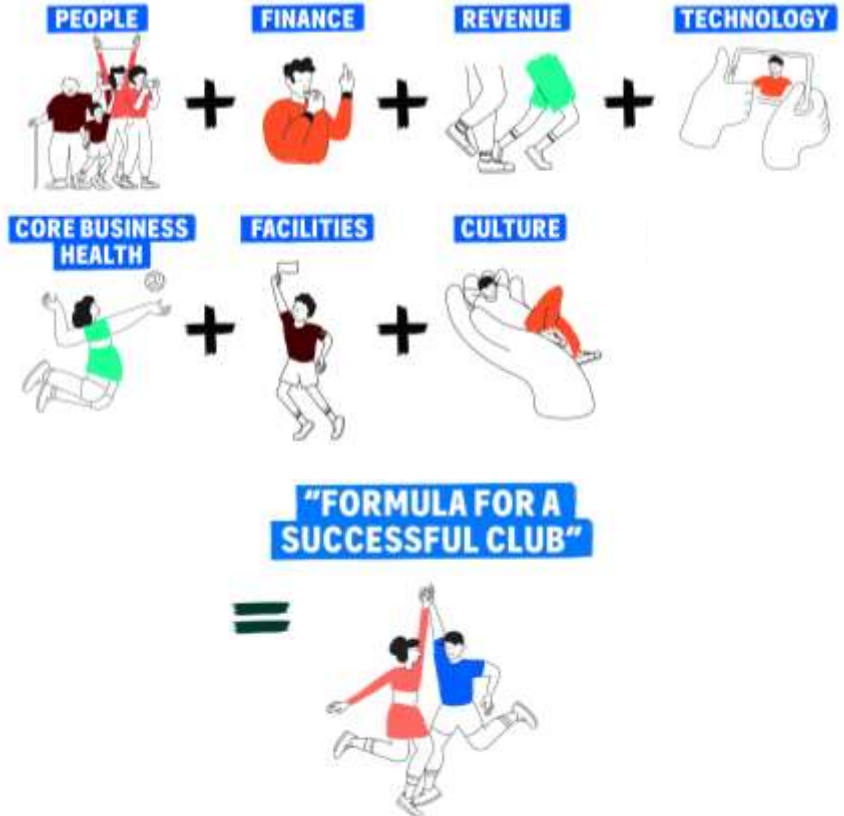 PEOPLE
FINANCE
REVENUE
TECHNOLOGY
CORE BUSINESS
HEALTH
FACILITIES
CULTURE
"FORMULA FOR A
SUCCESSFUL CLUB"